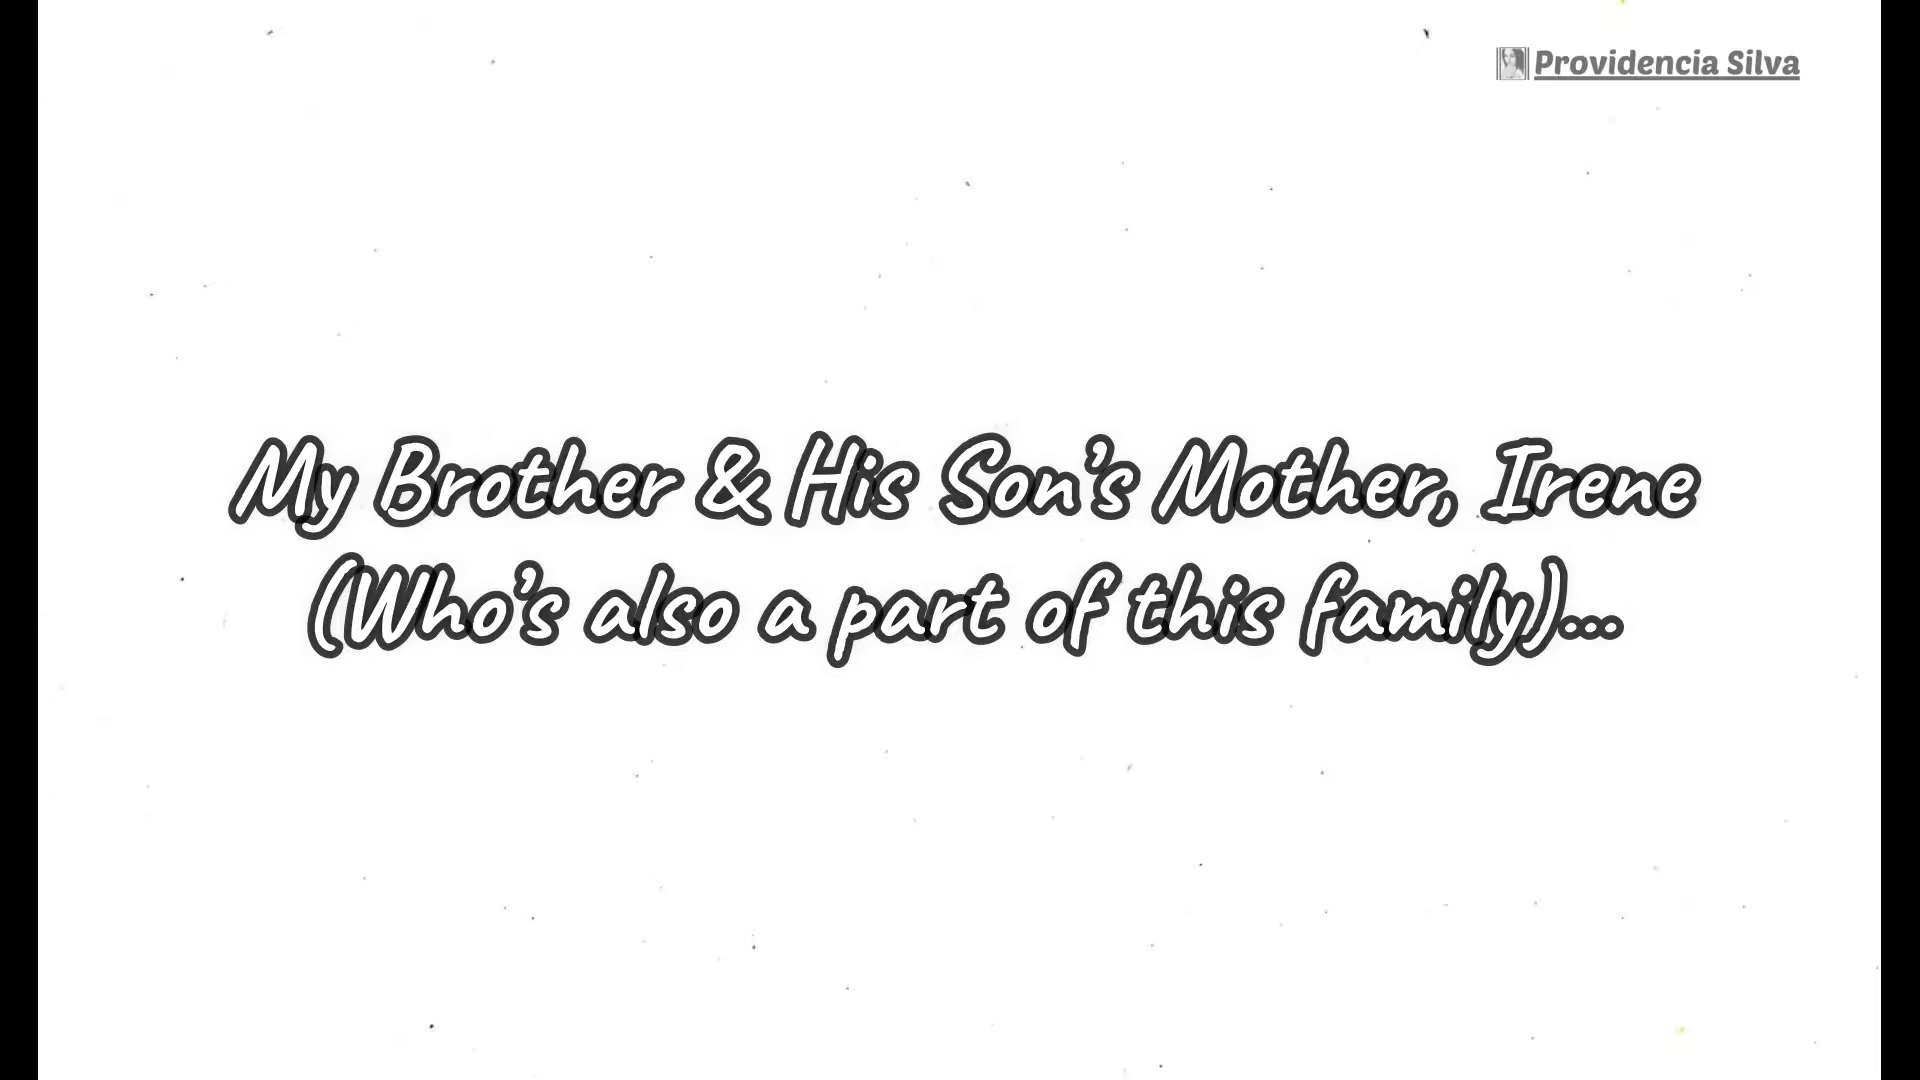 Providencia Silva
My Brother & His Son's Mother, Irene
(Who's also a part of this family)...